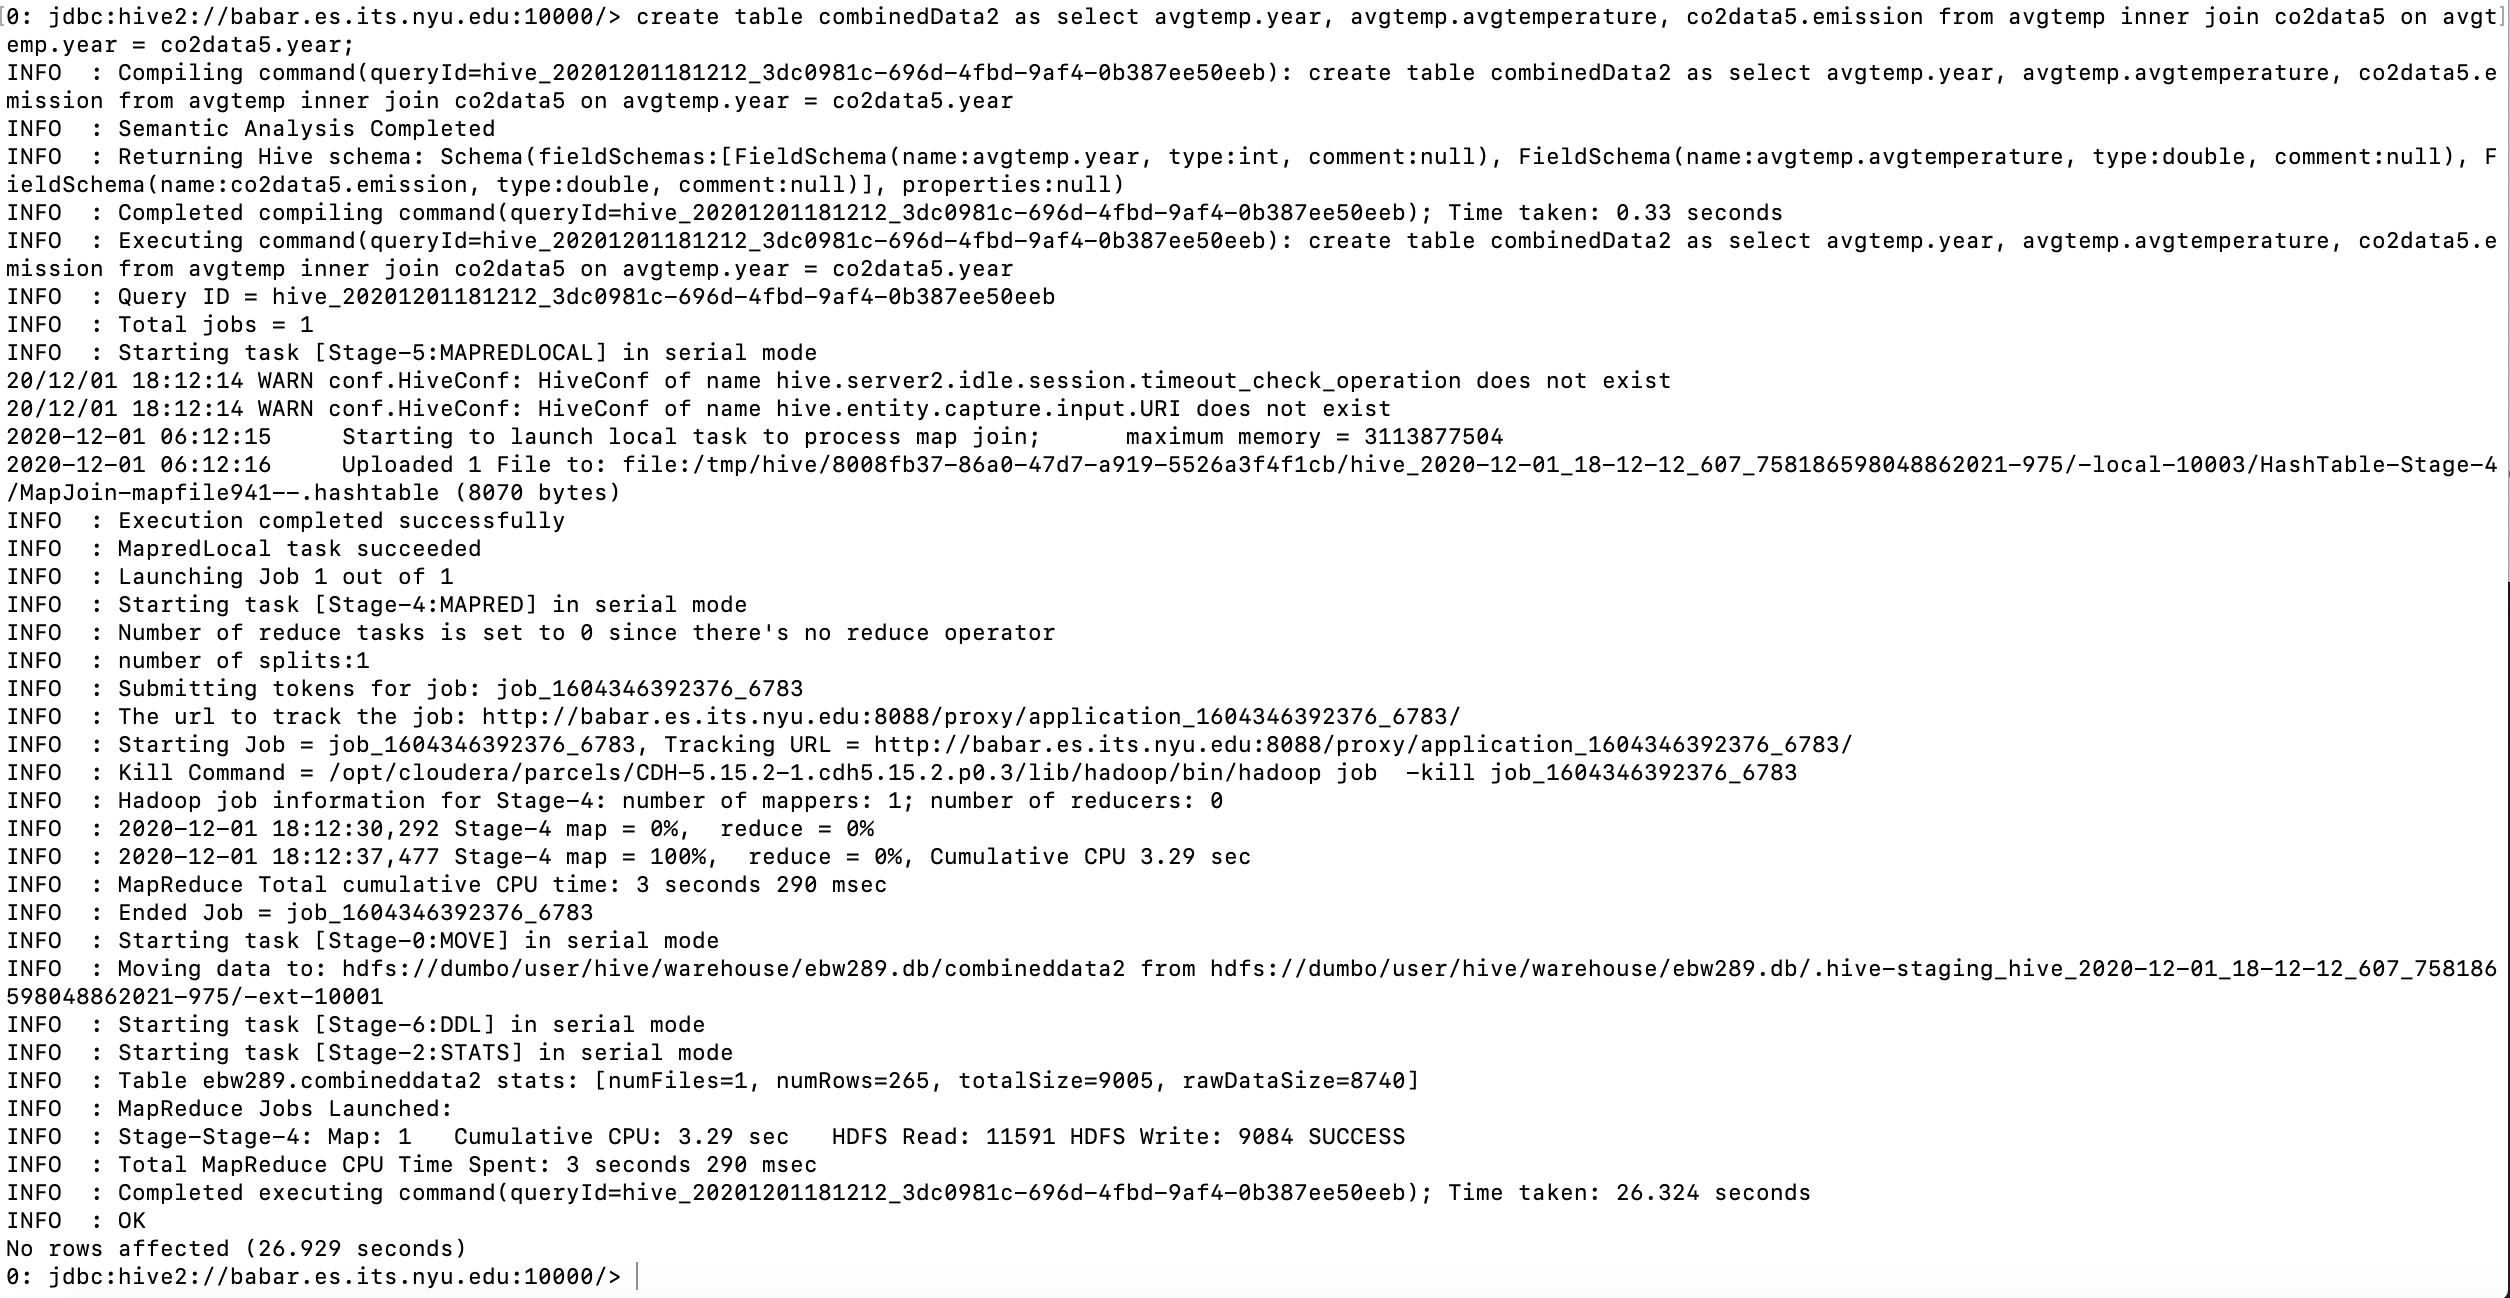 [0: jdbc:hive2://babar.es.its.nyu.edu:10000/> create table combinedData2 as select avgtemp.year, avgtemp.avgtemperature, co2data5.emission from avgtemp inner join co2data5 on avgt]
emp.year = co2data5.year;
INFO  : Compiling command(queryId=hive_20201201181212_3dc0981c-696d-4fbd-9af4-0b387ee50eeb): create table combinedData2 as select avgtemp.year, avgtemp.avgtemperature, co2data5.e
mission from avgtemp inner join co2data5 on avgtemp.year = co2data5.year
INFO  : Semantic Analysis Completed
INFO  : Returning Hive schema: Schema(fieldSchemas:[FieldSchema(name:avgtemp.year, type:int, comment:null), FieldSchema(name:avgtemp.avgtemperature, type:double, comment:null), F
ieldSchema(name:co2data5.emission, type:double, comment:null)], properties:null)
INFO  : Completed compiling command(queryId=hive_20201201181212_3dc0981c-696d-4fbd-9af4-0b387ee50eeb); Time taken: 0.33 seconds
INFO  : Executing command(queryId=hive_20201201181212_3dc0981c-696d-4fbd-9af4-0b387ee50eeb): create table combinedData2 as select avgtemp.year, avgtemp.avgtemperature, co2data5.e
mission from avgtemp inner join co2data5 on avgtemp.year = co2data5.year
INFO  : Query ID = hive_20201201181212_3dc0981c-696d-4fbd-9af4-0b387ee50eeb
INFO  : Total jobs = 1
INFO  : Starting task [Stage-5:MAPREDLOCAL] in serial mode
20/12/01 18:12:14 WARN conf.HiveConf: HiveConf of name hive.server2.idle.session.timeout_check_operation does not exist
20/12/01 18:12:14 WARN conf.HiveConf: HiveConf of name hive.entity.capture.input.URI does not exist
2020-12-01 06:12:15     Starting to launch local task to process map join;      maximum memory = 3113877504
2020-12-01 06:12:16     Uploaded 1 File to: file:/tmp/hive/8008fb37-86a0-47d7-a919-5526a3f4f1cb/hive_2020-12-01_18-12-12_607_758186598048862021-975/-local-10003/HashTable-Stage-4
/MapJoin-mapfile941--.hashtable (8070 bytes)
INFO  : Execution completed successfully
INFO  : MapredLocal task succeeded
INFO  : Launching Job 1 out of 1
INFO  : Starting task [Stage-4:MAPRED] in serial mode
INFO  : Number of reduce tasks is set to 0 since there's no reduce operator
INFO  : number of splits:1
INFO  : Submitting tokens for job: job_1604346392376_6783
INFO  : The url to track the job: http://babar.es.its.nyu.edu:8088/proxy/application_1604346392376_6783/
INFO  : Starting Job = job_1604346392376_6783, Tracking URL = http://babar.es.its.nyu.edu:8088/proxy/application_1604346392376_6783/
INFO  : Kill Command = /opt/cloudera/parcels/CDH-5.15.2-1.cdh5.15.2.p0.3/lib/hadoop/bin/hadoop job  -kill job_1604346392376_6783
INFO  : Hadoop job information for Stage-4: number of mappers: 1; number of reducers: 0
INFO  : 2020-12-01 18:12:30,292 Stage-4 map = 0%,  reduce = 0%
INFO  : 2020-12-01 18:12:37,477 Stage-4 map = 100%,  reduce = 0%, Cumulative CPU 3.29 sec
INFO  : MapReduce Total cumulative CPU time: 3 seconds 290 msec
INFO  : Ended Job = job_1604346392376_6783
INFO  : Starting task [Stage-0:MOVE] in serial mode
INFO  : Moving data to: hdfs://dumbo/user/hive/warehouse/ebw289.db/combineddata2 from hdfs://dumbo/user/hive/warehouse/ebw289.db/.hive-staging_hive_2020-12-01_18-12-12_607_758186
598048862021-975/-ext-10001
INFO  : Starting task [Stage-6:DDL] in serial mode
INFO  : Starting task [Stage-2:STATS] in serial mode
INFO  : Table ebw289.combineddata2 stats: [numFiles=1, numRows=265, totalSize=9005, rawDataSize=8740]
INFO  : MapReduce Jobs Launched:
INFO  : Stage-Stage-4: Map: 1   Cumulative CPU: 3.29 sec   HDFS Read: 11591 HDFS Write: 9084 SUCCESS
INFO  : Total MapReduce CPU Time Spent: 3 seconds 290 msec
INFO  : Completed executing command(queryId=hive_20201201181212_3dc0981c-696d-4fbd-9af4-0b387ee50eeb); Time taken: 26.324 seconds
INFO  : OK
No rows affected (26.929 seconds)
0: jdbc:hive2://babar.es.its.nyu.edu:10000/>